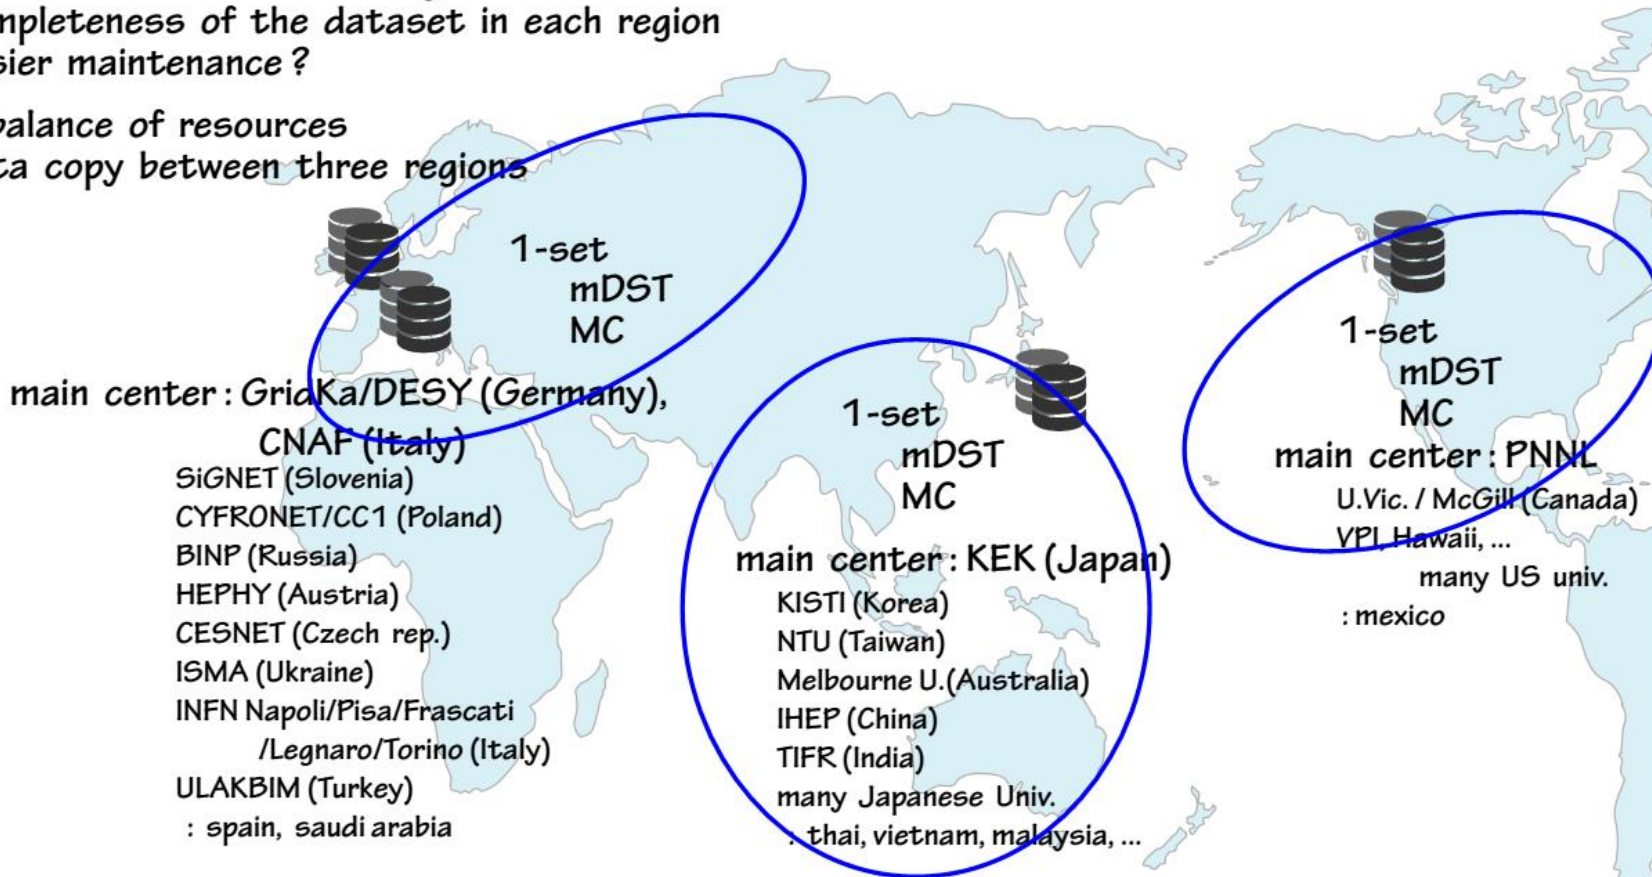 mpleteness of the dataset in each region
sier maintenance ?
balance of resources
ta copy between three regions
1-set
mDST
MC
main center : GridKa/DESY (Germany),
CNAF (Italy)
SiGNET (Slovenia)
CYFRONET/CC1 (Poland)
BINP (Russia)
HEPHY (Austria)
CESNET (Czech rep.)
ISMA (Ukraine)
INFN Napoli/Pisa/Frascati
/Legnaro/Torino (Italy)
ULAKBIM (Turkey)
: spain, saudi arabia
1-set
mDST
MC
main center : KEK (Japan)
KISTI (Korea)
NTU (Taiwan)
Melbourne U.(Australia)
IHEP (China)
TIFR (India)
many Japanese Univ.
: thai, vietnam, malaysia, ...
1-set
mDST
MC
main center : PNNL
U.Vic. / McGill (Canada)
VPI, Hawaii, ...
many US univ.
: mexico